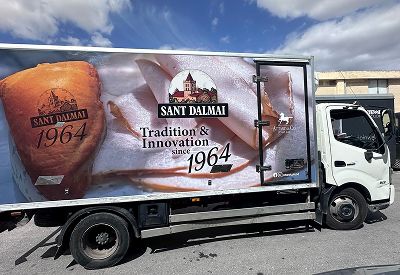 SANT DALMAI
1964
SANT DALMAI
Tradition &
Innovation
since
1964